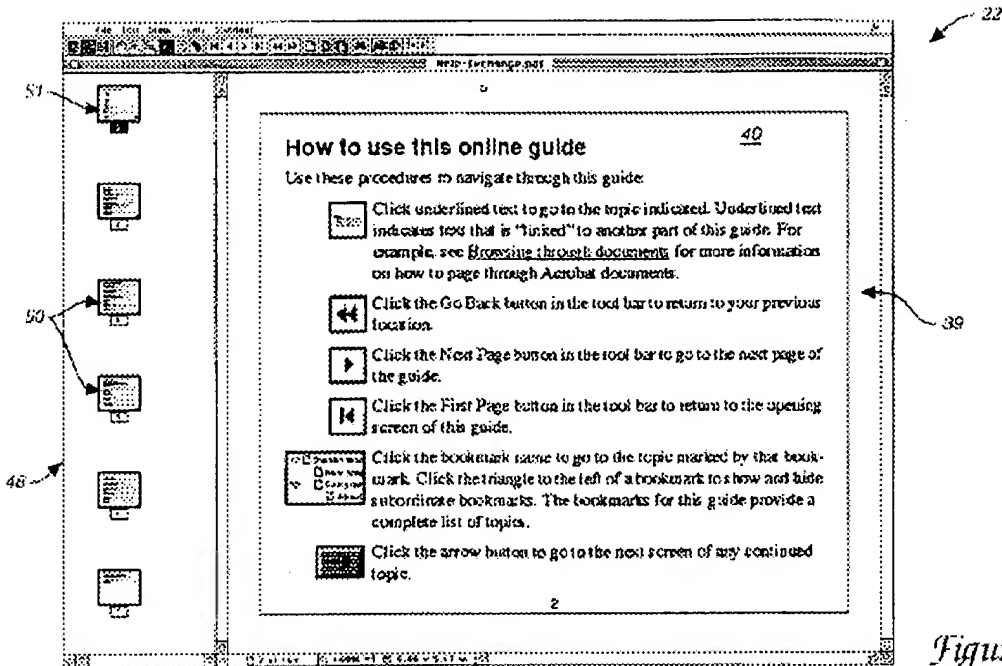 22
File Edit View Tools Window
Help-Exchange.pdf
51
40
How to use this online guide
Use these procedures to navigate through this guide:
Click underlined text to go to the topic indicated. Underlined text
indicates text that is "linked" to another part of this guide. For
example, see Browsing through documents for more information
on how to page through Acrobat documents.
Click the Go Back button in the tool bar to return to your previous
location.
39
50
Click the Next Page button in the tool bar to go to the next page of
the guide.
Click the First Page button in the tool bar to return to the opening
screen of this guide.
48
Click the bookmark name to go to the topic marked by that book-
mark. Click the triangle to the left of a bookmark to show and hide
subordinate bookmarks. The bookmarks for this guide provide a
complete list of topics.
Click the arrow button to go to the next screen of any continued
topic.
2